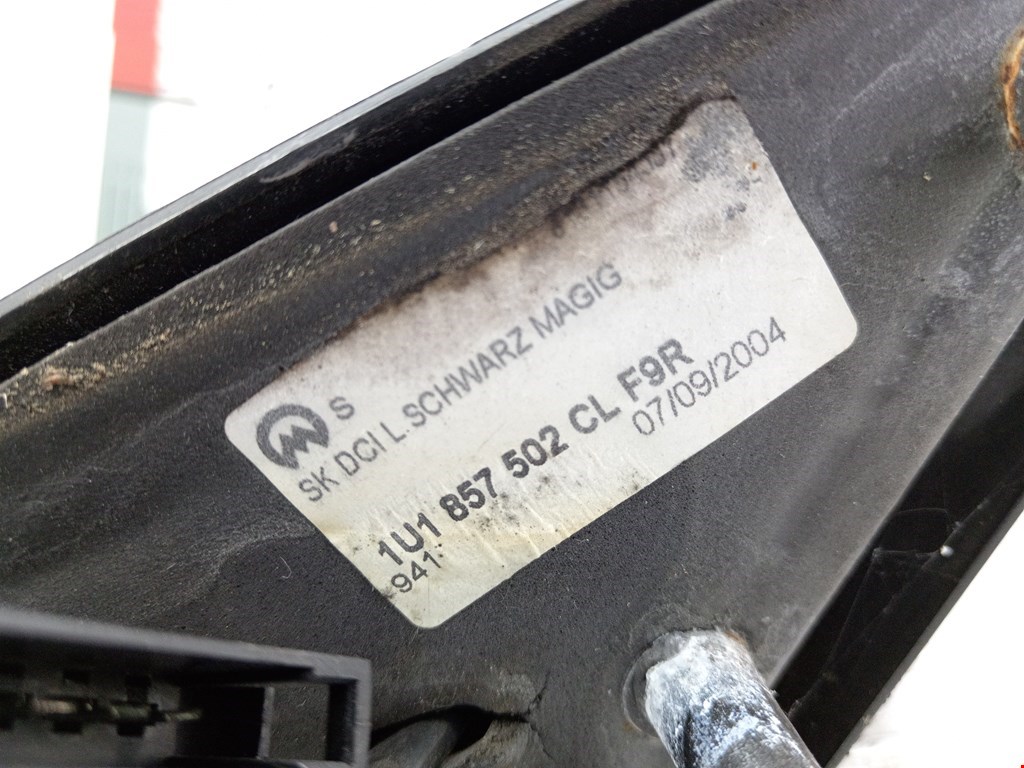 S
SK DCI L.SCHWARZ MAGIG
1U1 857 502 CL F9R
941.
07/09/2004